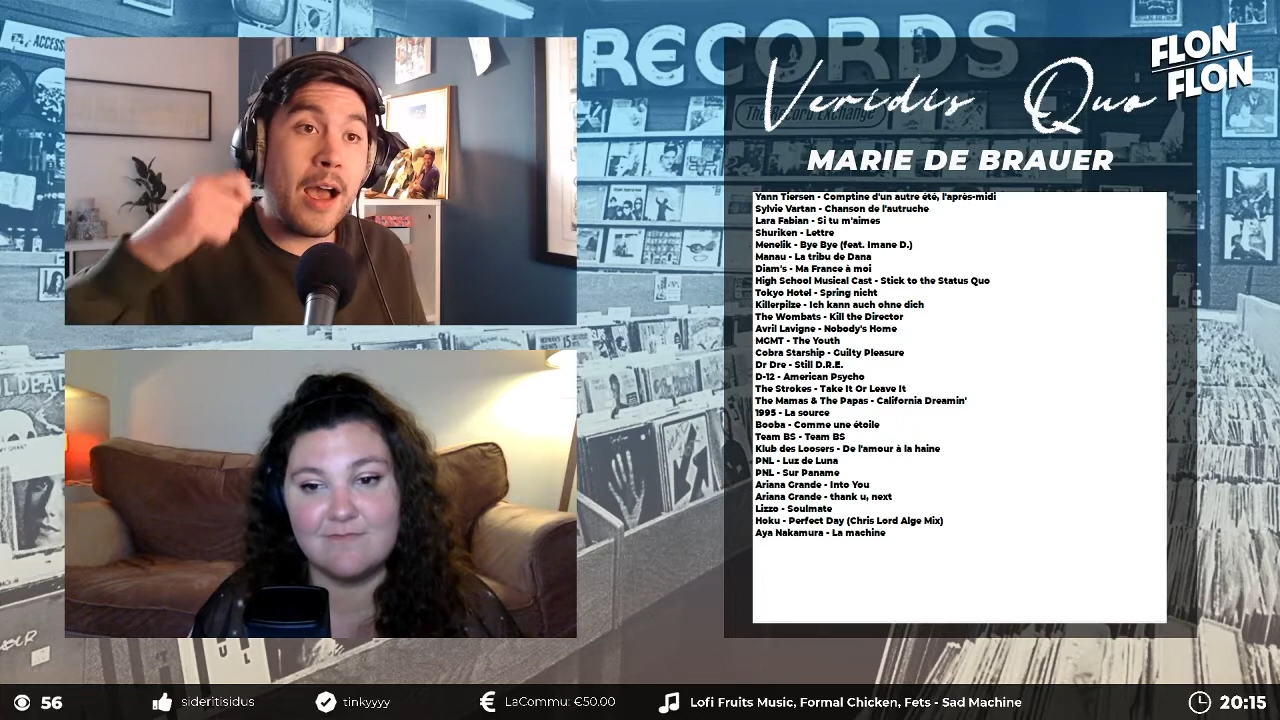 ACCESS
RECORDS
FLON
FLON
Veridis Quo
The Record Exchange
MARIE DE BRAUER
Yann Tiersen - Comptine d'un autre été, l'après-midi
Sylvie Vartan - Chanson de l'autruche
Lara Fabian - Si tu m'aimes
Shuriken - Lettre
Menelik - Bye Bye (feat. Imane D.)
Manau - La tribu de Dana
Diam's - Ma France à moi
High School Musical Cast - Stick to the Status Quo
Tokyo Hotel - Spring nicht
Killerpilze - Ich kann auch ohne dich
The Wombats - Kill the Director
Avril Lavigne - Nobody's Home
MGMT - The Youth
Cobra Starship - Guilty Pleasure
Dr Dre - Still D.R.E.
D-12 - American Psycho
The Strokes - Take It Or Leave It
The Mamas & The Papas - California Dreamin'
1995 - La source
Booba - Comme une étoile
Team BS - Team BS
Klub des Loosers - De l'amour à la haine
PNL - Luz de Luna
PNL - Sur Paname
Ariana Grande - Into You
Ariana Grande - thank u, next
Lizzo - Soulmate
Hoku - Perfect Day (Chris Lord Alge Mix)
Aya Nakamura - La machine
56
sideritisidus
tinkyyyy
LaCommu: €50.00
Lofi Fruits Music, Formal Chicken, Fets - Sad Machine
20:15